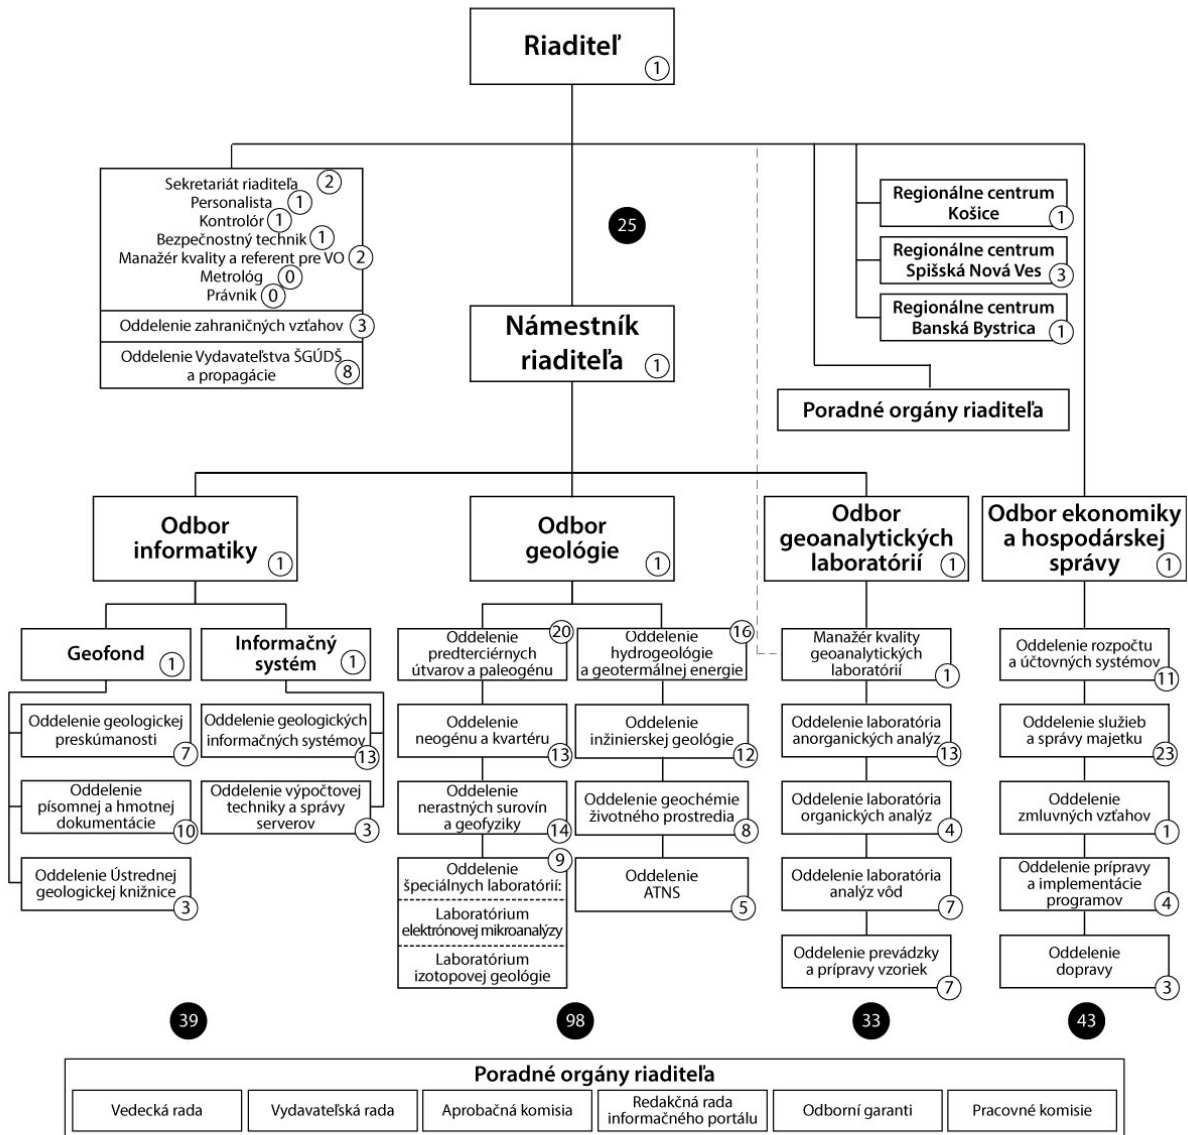 Riaditeľ
1
Sekretariát riaditeľa 2
Personalista 1
Kontrolór 1
Bezpečnostný technik 1
Manažér kvality a referent pre VO 2
Metrológ 0
Právnik 0
Oddelenie zahraničných vzťahov 3
Oddelenie Vydavateľstva ŠGÚDŠ
a propagácie 8
25
Regionálne centrum
Košice 1
Regionálne centrum
Spišská Nová Ves 3
Regionálne centrum
Banská Bystrica 1
Námestník
riaditeľa
1
Poradné orgány riaditeľa
Odbor
informatiky
1
Odbor
geológie
1
Odbor
geoanalytických
laboratórií 1
Odbor ekonomiky
a hospodárskej
správy 1
Geofond
1
Informačný
systém 1
Oddelenie geologickej
preskúmanosti
7
Oddelenie geologických
informačných systémov
13
Oddelenie
písomnej a hmotnej
dokumentácie 10
Oddelenie výpočtovej
techniky a správy
serverov 3
Oddelenie Ústrednej
geologickej knižnice
3
20
Oddelenie
predterciérnych
útvarov a paleogénu
16
Oddelenie
hydrogeológie
a geotermálnej energie
Oddelenie
neogénu a kvartéru
13
Oddelenie
inžinierskej geológie
12
Oddelenie
nerastných surovín
a geofyziky 14
Oddelenie geochémie
životného prostredia
8
9
Oddelenie
špeciálnych laboratórií:
Laboratórium
elektrónovej mikroanalýzy
Laboratórium
izotopovej geológie
Oddelenie
ATNS
5
Manažér kvality
geoanalytických
laboratórií 1
Oddelenie laboratória
anorganických analýz
13
Oddelenie laboratória
organických analýz
4
Oddelenie laboratória
analýz vôd
7
Oddelenie prevádzky
a prípravy vzoriek
7
Oddelenie rozpočtu
a účtovných systémov
11
Oddelenie služieb
a správy majetku
23
Oddelenie
zmluvných vzťahov
1
Oddelenie prípravy
a implementácie
programov 4
Oddelenie
dopravy
3
39
98
33
43
Poradné orgány riaditeľa
Vedecká rada
Vydavateľská rada
Aprobačná komisia
Redakčná rada
informačného portálu
Odborní garanti
Pracovné komisie